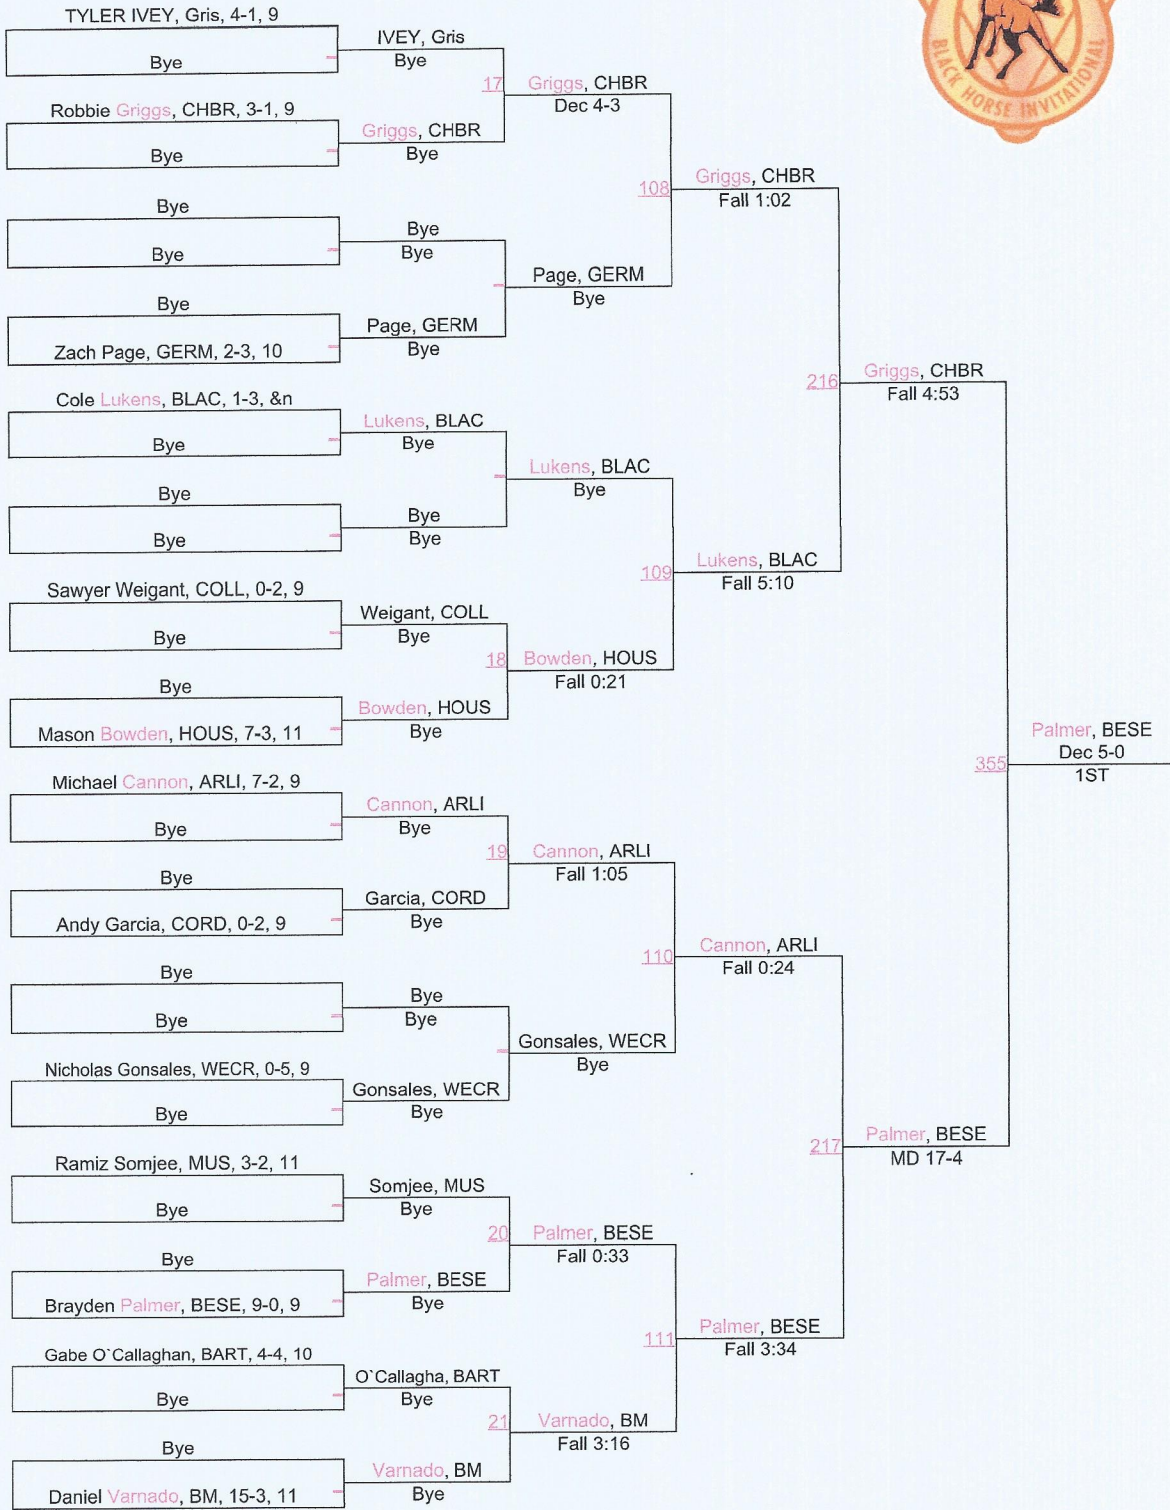 TYLER IVEY, Gris, 4-1, 9
Bye
Robbie Griggs, CHBR, 3-1, 9
Bye
Bye
Bye
Bye
Zach Page, GERM, 2-3, 10
Cole Lukens, BLAC, 1-3, &n
Bye
Bye
Bye
Sawyer Weigant, COLL, 0-2, 9
Bye
Bye
Mason Bowden, HOUS, 7-3, 11
Michael Cannon, ARLI, 7-2, 9
Bye
Bye
Andy Garcia, CORD, 0-2, 9
Bye
Bye
Nicholas Gonsales, WECR, 0-5, 9
Bye
Ramiz Somjee, MUS, 3-2, 11
Bye
Bye
Brayden Palmer, BESE, 9-0, 9
Gabe O`Callaghan, BART, 4-4, 10
Bye
Bye
Daniel Varnado, BM, 15-3, 11
IVEY, Gris
Bye
Griggs, CHBR
Bye
Bye
Bye
Page, GERM
Bye
Lukens, BLAC
Bye
Bye
Bye
Weigant, COLL
Bye
Bowden, HOUS
Bye
Cannon, ARLI
Bye
Garcia, CORD
Bye
Bye
Bye
Gonsales, WECR
Bye
Somjee, MUS
Bye
Palmer, BESE
Bye
O`Callagha, BART
Bye
Varnado, BM
Bye
17
Griggs, CHBR
Dec 4-3
Page, GERM
Bye
Lukens, BLAC
Bye
18
Bowden, HOUS
Fall 0:21
19
Cannon, ARLI
Fall 1:05
Gonsales, WECR
Bye
20
Palmer, BESE
Fall 0:33
21
Varnado, BM
Fall 3:16
108
Griggs, CHBR
Fall 1:02
109
Lukens, BLAC
Fall 5:10
110
Cannon, ARLI
Fall 0:24
111
Palmer, BESE
Fall 3:34
216
Griggs, CHBR
Fall 4:53
217
Palmer, BESE
MD 17-4
355
Palmer, BESE
Dec 5-0
1ST
BLACK HORSE INVITATIONAL